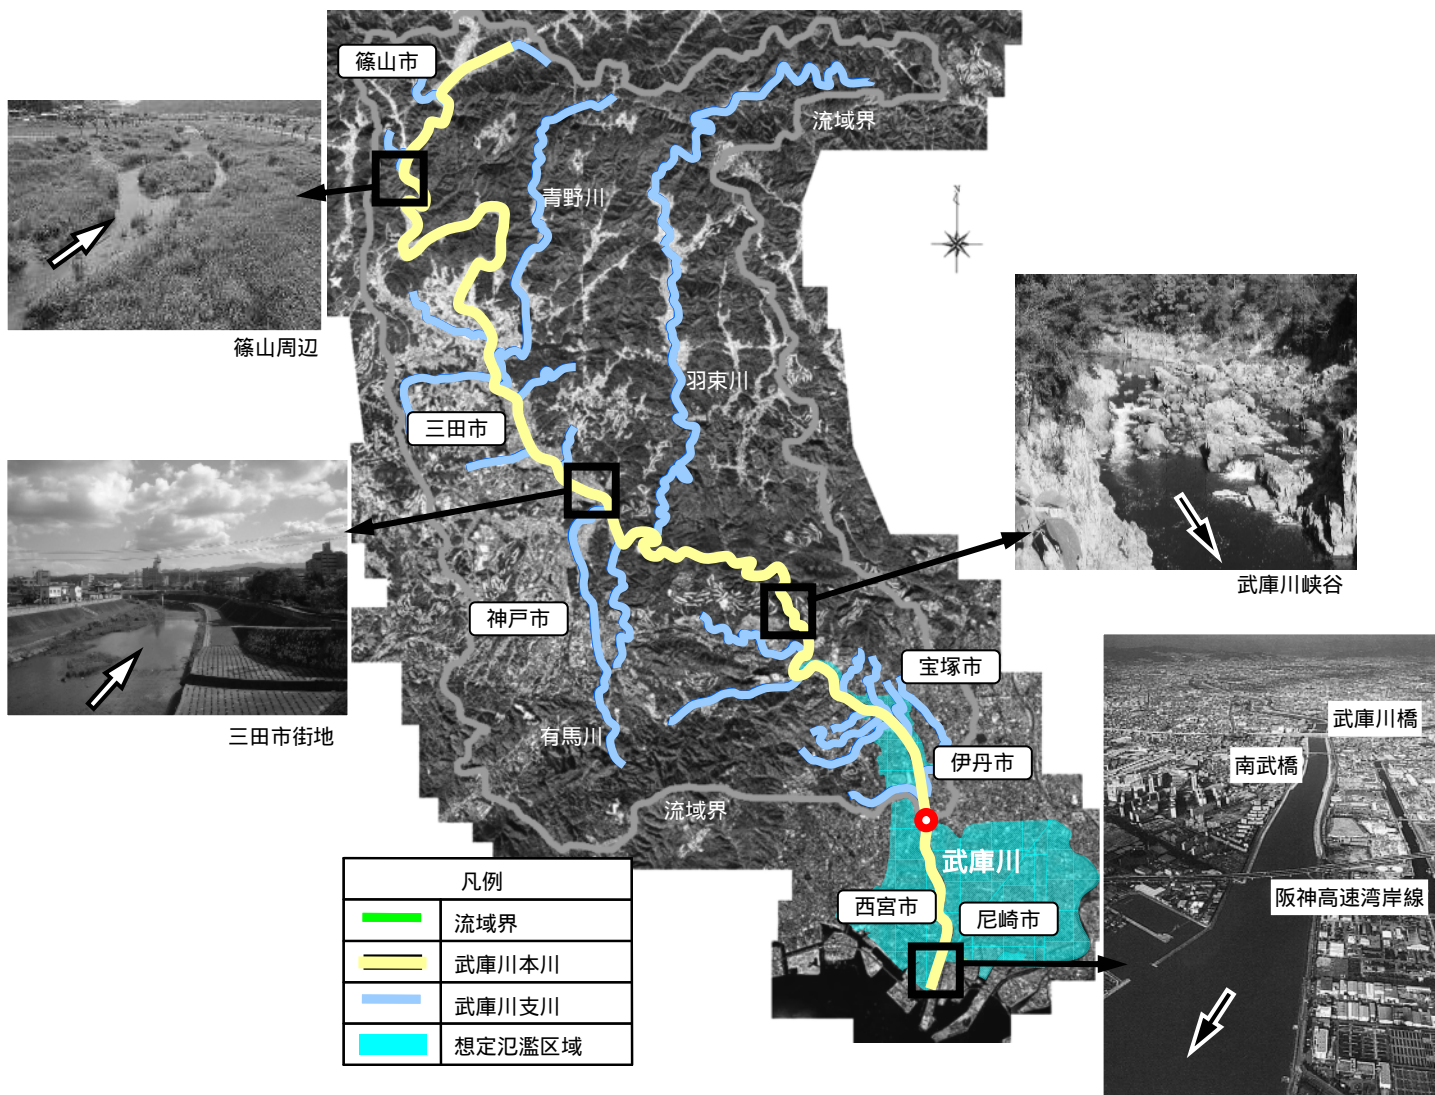 篠山市
流域界
青野川
篠山周辺
羽束川
三田市
武庫川峡谷
神戸市
宝塚市
三田市街地
有馬川
伊丹市
武庫川橋
南武橋
流域界
武庫川
阪神高速湾岸線
西宮市
尼崎市
凡例
流域界
武庫川本川
武庫川支川
想定氾濫区域